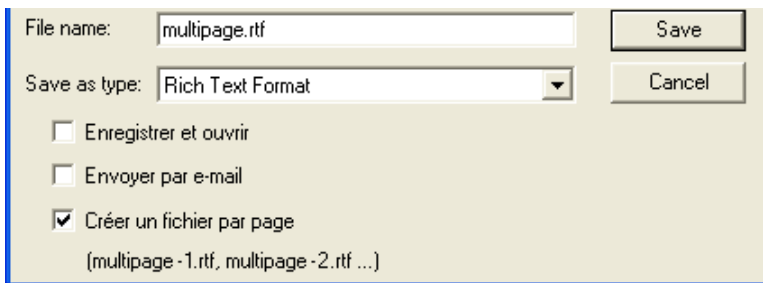 File name: multipage.rtf Save
Save as type: Rich Text Format Cancel
Enregistrer et ouvrir
Envoyer par e-mail
Créer un fichier par page
(multipage -1.rtf, multipage -2.rtf ...)